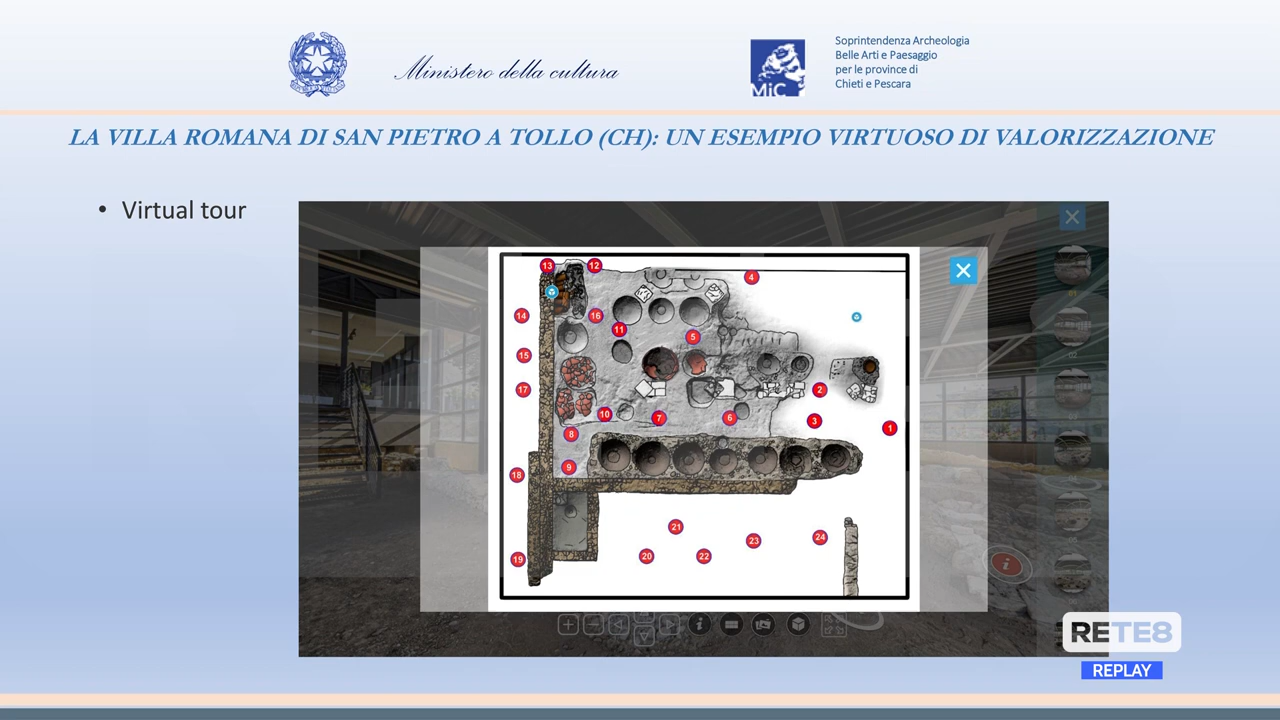 Ministero della cultura
MiC
Soprintendenza Archeologia
Belle Arti e Paesaggio
per le province di
Chieti e Pescara
LA VILLA ROMANA DI SAN PIETRO A TOLLO (CH): UN ESEMPIO VIRTUOSO DI VALORIZZAZIONE
• Virtual tour
13
12
4
14
16
11
5
15
17
2
10
7
6
3
1
8
9
18
21
23
24
20
22
19
i
i
RETE8
REPLAY